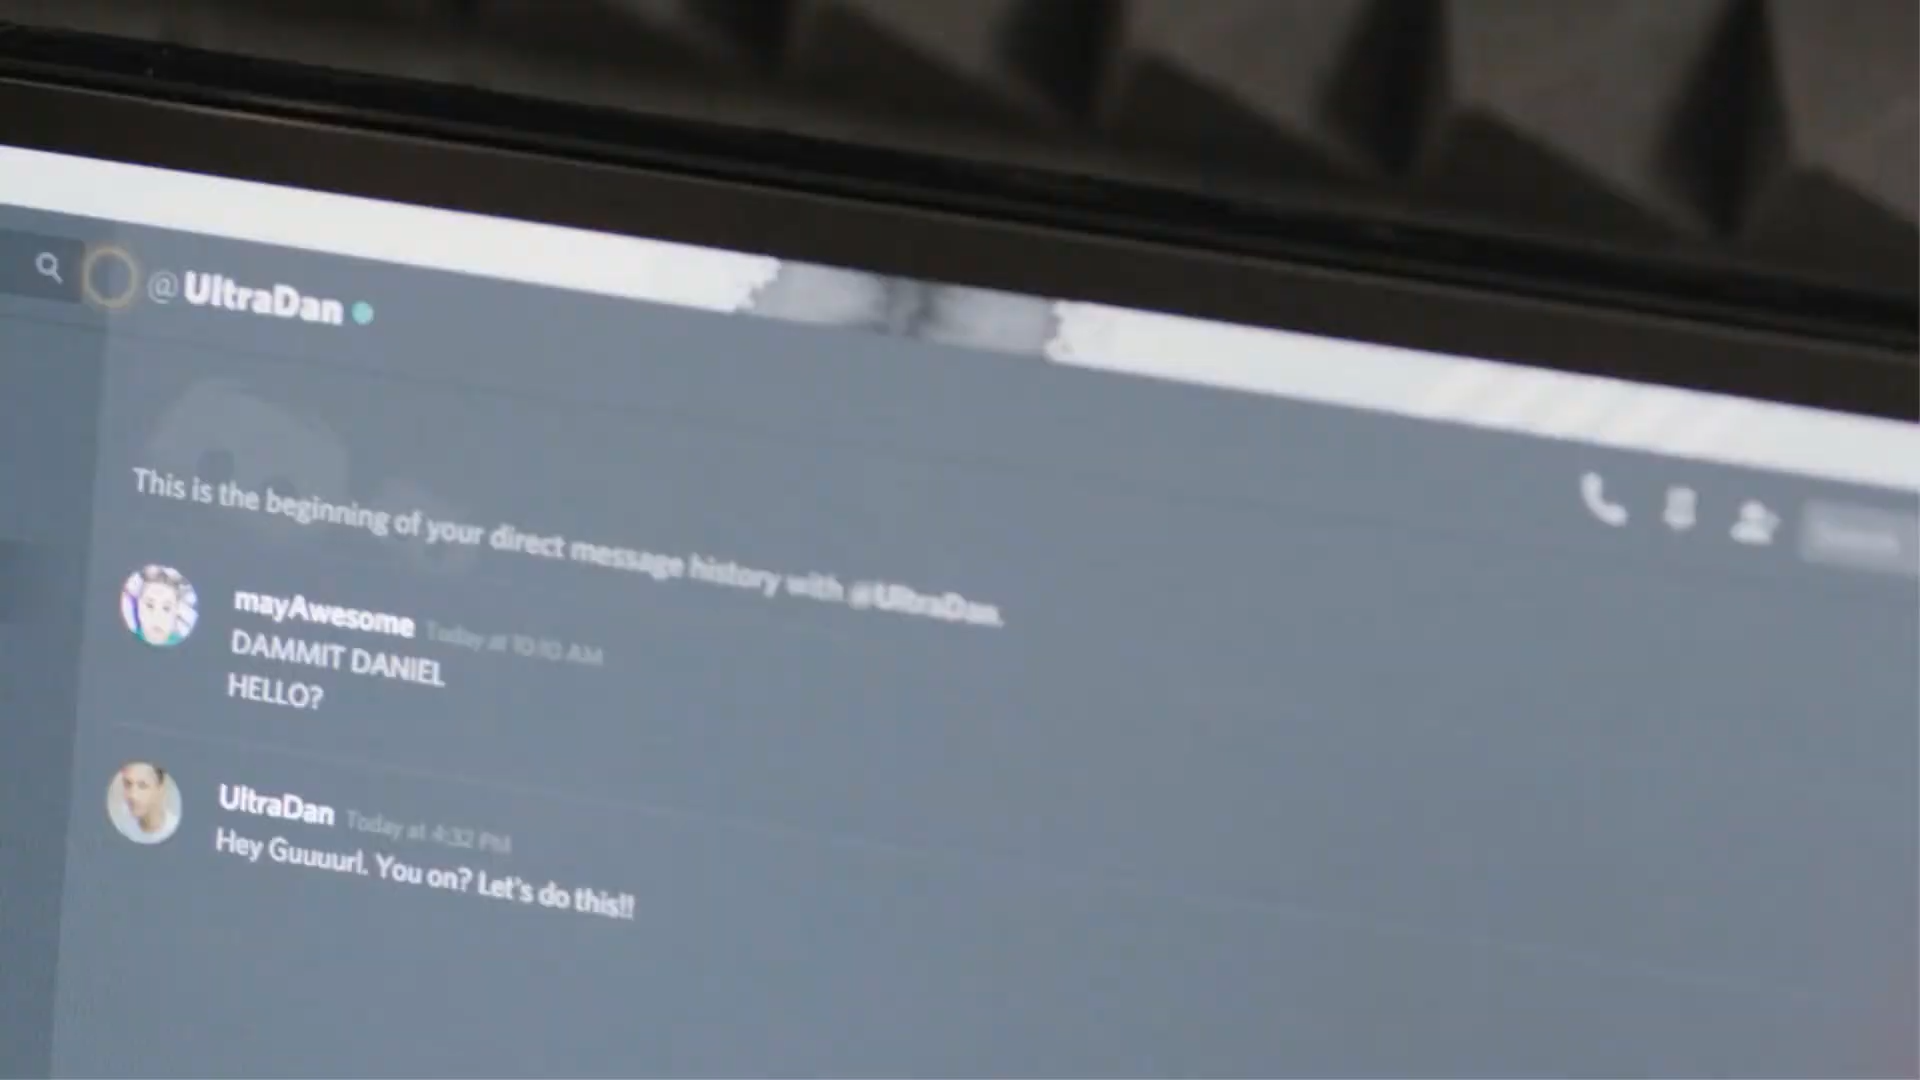 @UltraDan
This is the beginning of your direct message history with @UltraDan.
mayAwesome Today at 10:10 AM
DAMMIT DANIEL
HELLO?
UltraDan Today at 4:32 PM
Hey Guuuurl. You on? Let's do this!!